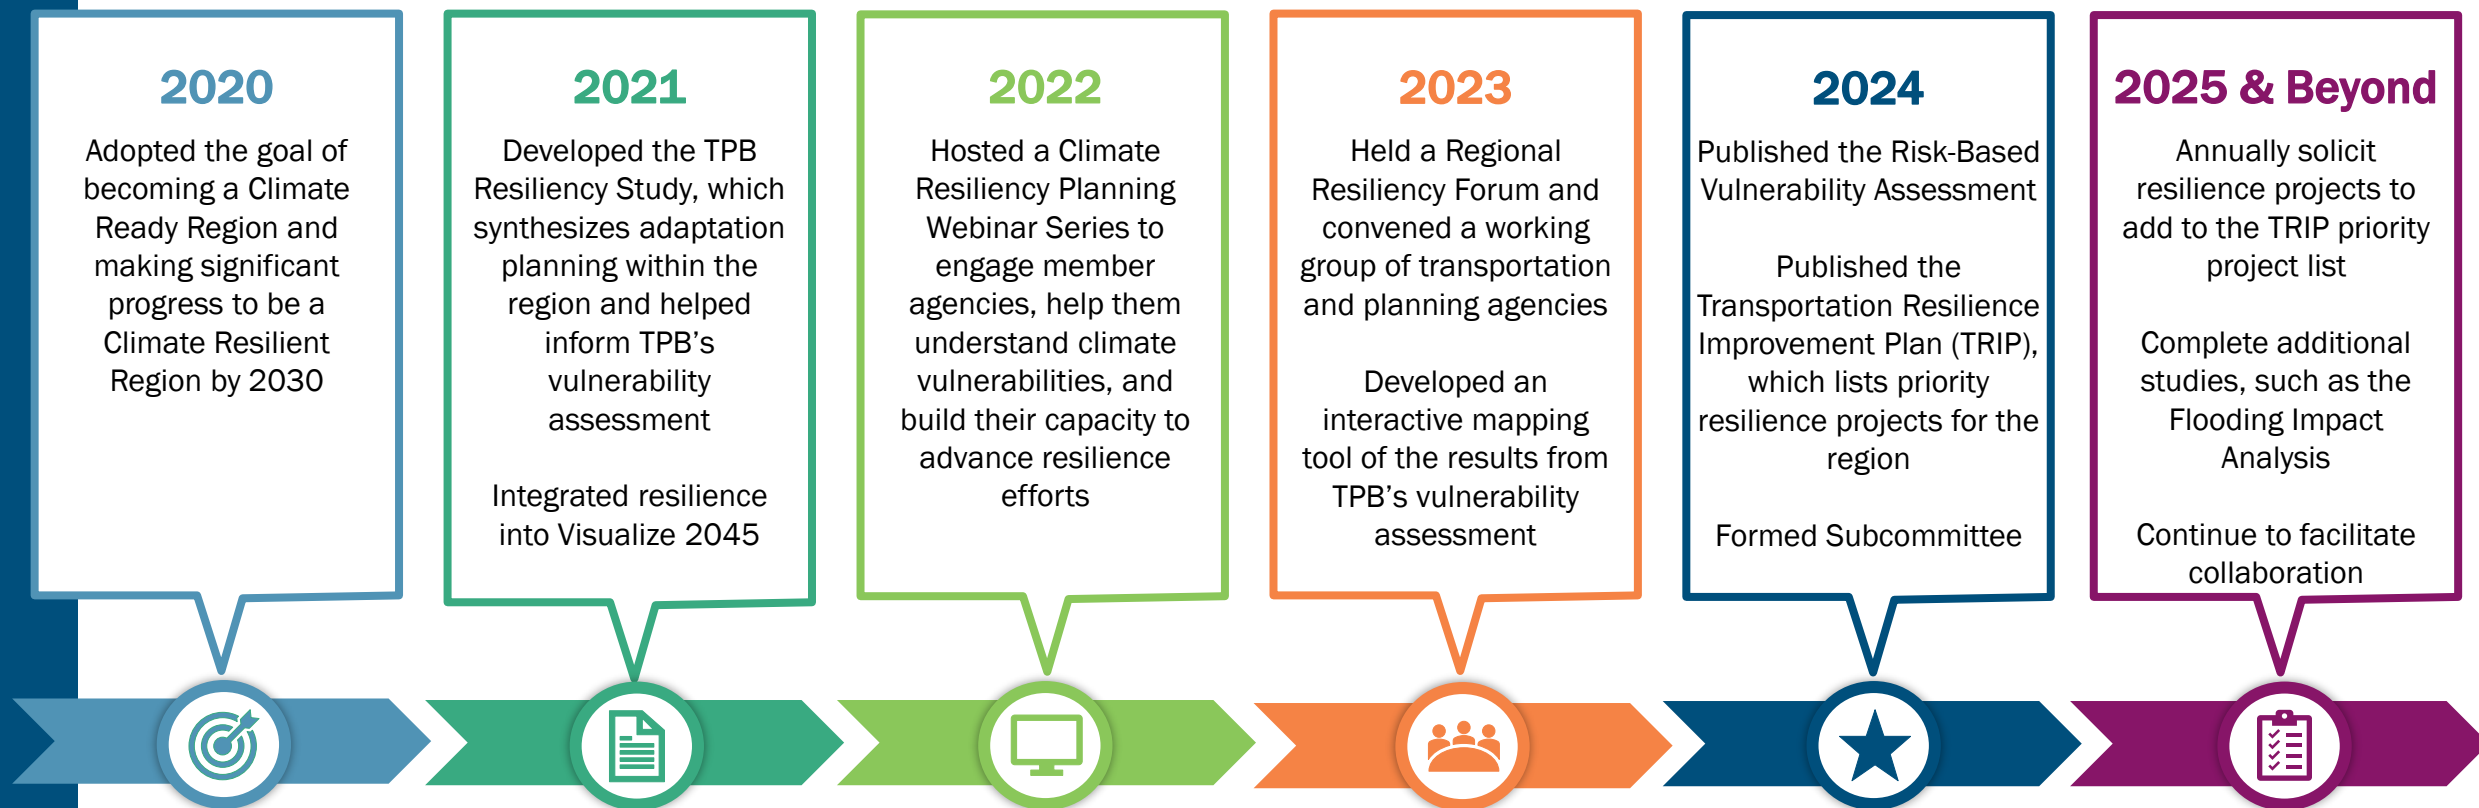 2020
Adopted the goal of
becoming a Climate
Ready Region and
making significant
progress to be a
Climate Resilient
Region by 2030
2021
Developed the TPB
Resiliency Study, which
synthesizes adaptation
planning within the
region and helped
inform TPB’s
vulnerability
assessment
Integrated resilience
into Visualize 2045
2022
Hosted a Climate
Resiliency Planning
Webinar Series to
engage member
agencies, help them
understand climate
vulnerabilities, and
build their capacity to
advance resilience
efforts
2023
Held a Regional
Resiliency Forum and
convened a working
group of transportation
and planning agencies
Developed an
interactive mapping
tool of the results from
TPB’s vulnerability
assessment
2024
Published the Risk-Based
Vulnerability Assessment
Published the
Transportation Resilience
Improvement Plan (TRIP),
which lists priority
resilience projects for the
region
Formed Subcommittee
2025 & Beyond
Annually solicit
resilience projects to
add to the TRIP priority
project list
Complete additional
studies, such as the
Flooding Impact
Analysis
Continue to facilitate
collaboration